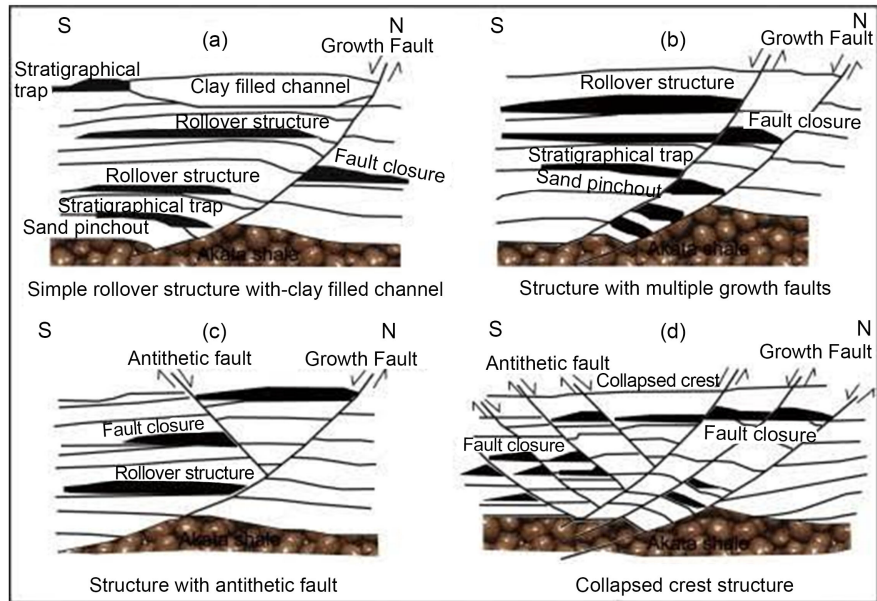 S
(a)
N
Growth Fault
Stratigraphical
trap
Clay filled channel
Rollover structure
Fault closure
Rollover structure
Stratigraphical trap
Sand pinchout
Akata shale
Simple rollover structure with-clay filled channel
S
(b)
N
Growth Fault
Rollover structure
Fault closure
Stratigraphical trap
Sand pinchout
Akata shale
Structure with multiple growth faults
S
(c)
N
Antithetic fault
Growth Fault
Fault closure
Rollover structure
Akata shale
Structure with antithetic fault
S
(d)
N
Growth Fault
Antithetic fault
Collapsed crest
Fault closure
Fault closure
Akata shale
Collapsed crest structure